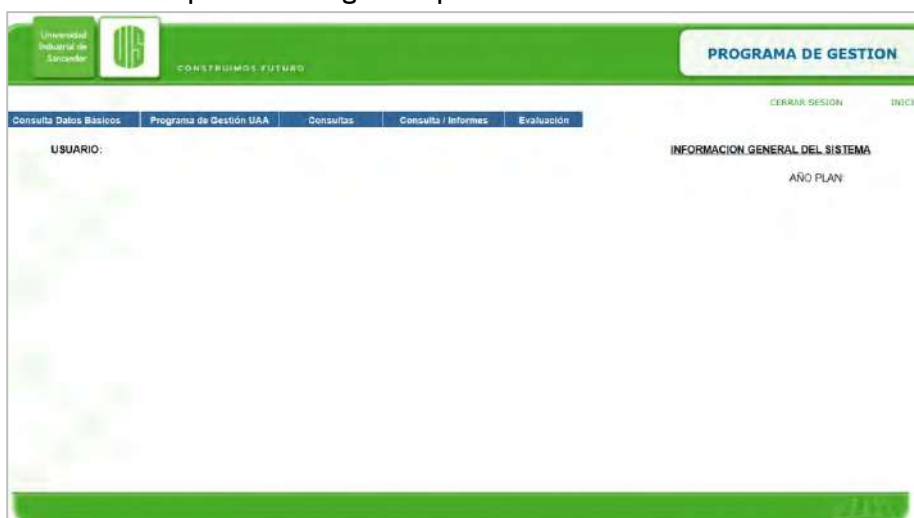 Universidad
Industrial de
Santander
CONSTRUIMOS FUTURO
PROGRAMA DE GESTION
CERRAR SESION INICI
Consulta Datos Básicos Programa de Gestión UAA Consultas Consulta / Informes Evaluación
USUARIO: INFORMACION GENERAL DEL SISTEMA
AÑO PLAN: